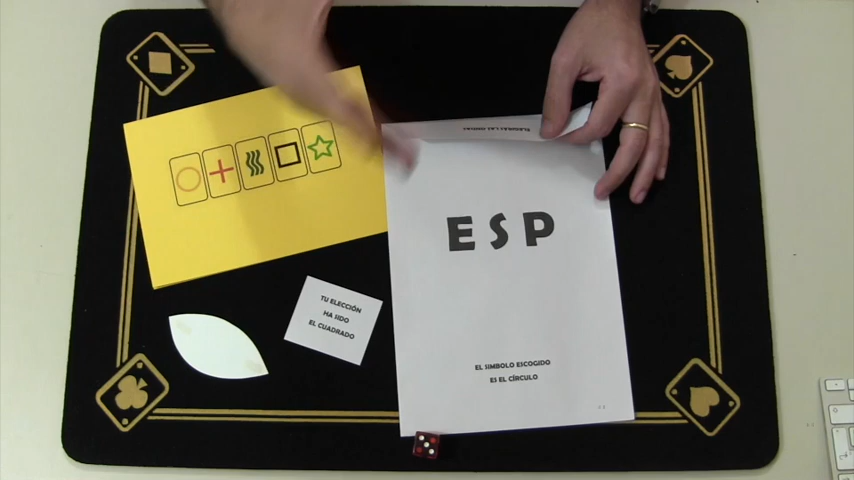 ESP
TU ELECCIÓN
HA SIDO
EL CUADRADO
EL SIMBOLO ESCOGIDO
ES EL CÍRCULO